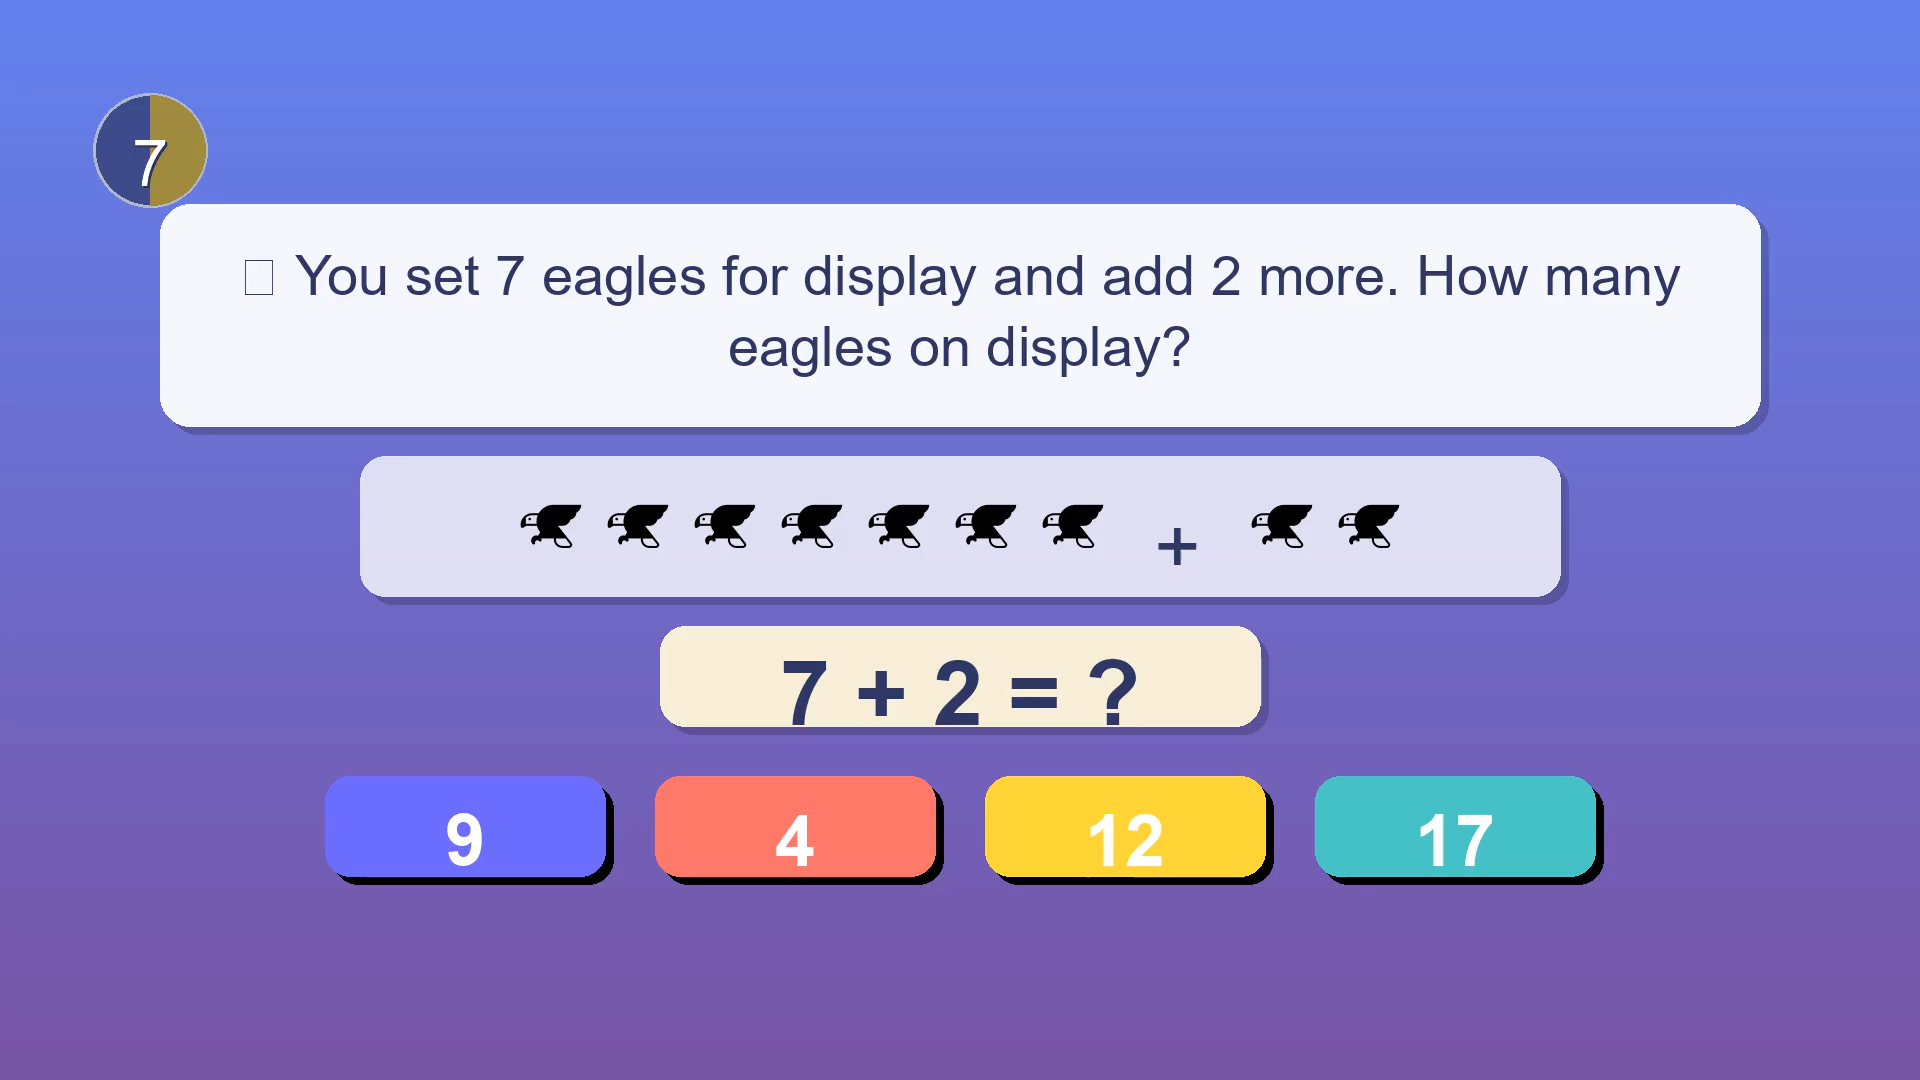 7
You set 7 eagles for display and add 2 more. How many
eagles on display?
+
7 + 2 = ?
9
4
12
17